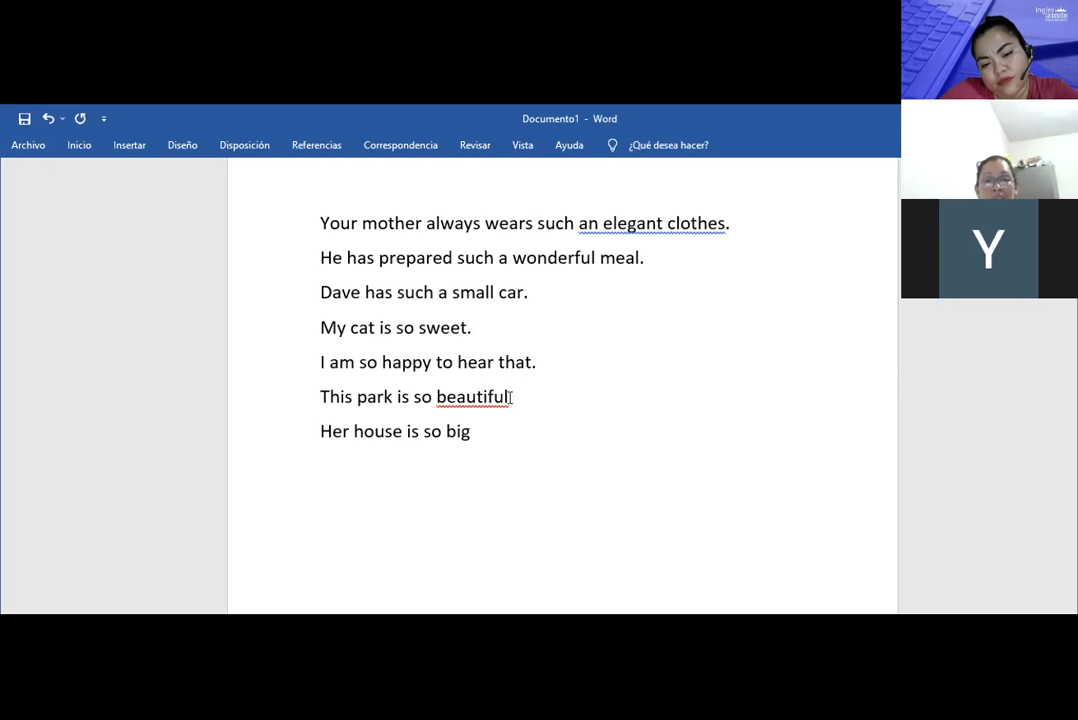 Inglés
Documento1 - Word
Archivo Inicio Insertar Diseño Disposición Referencias Correspondencia Revisar Vista Ayuda ¿Qué desea hacer?
Your mother always wears such an elegant clothes.
He has prepared such a wonderful meal.
Dave has such a small car.
My cat is so sweet.
I am so happy to hear that.
This park is so beautiful
Her house is so big
Y